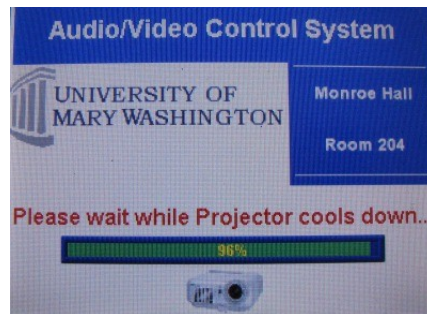 Audio/Video Control System
UNIVERSITY OF
MARY WASHINGTON
Monroe Hall
Room 204
Please wait while Projector cools down..
96%